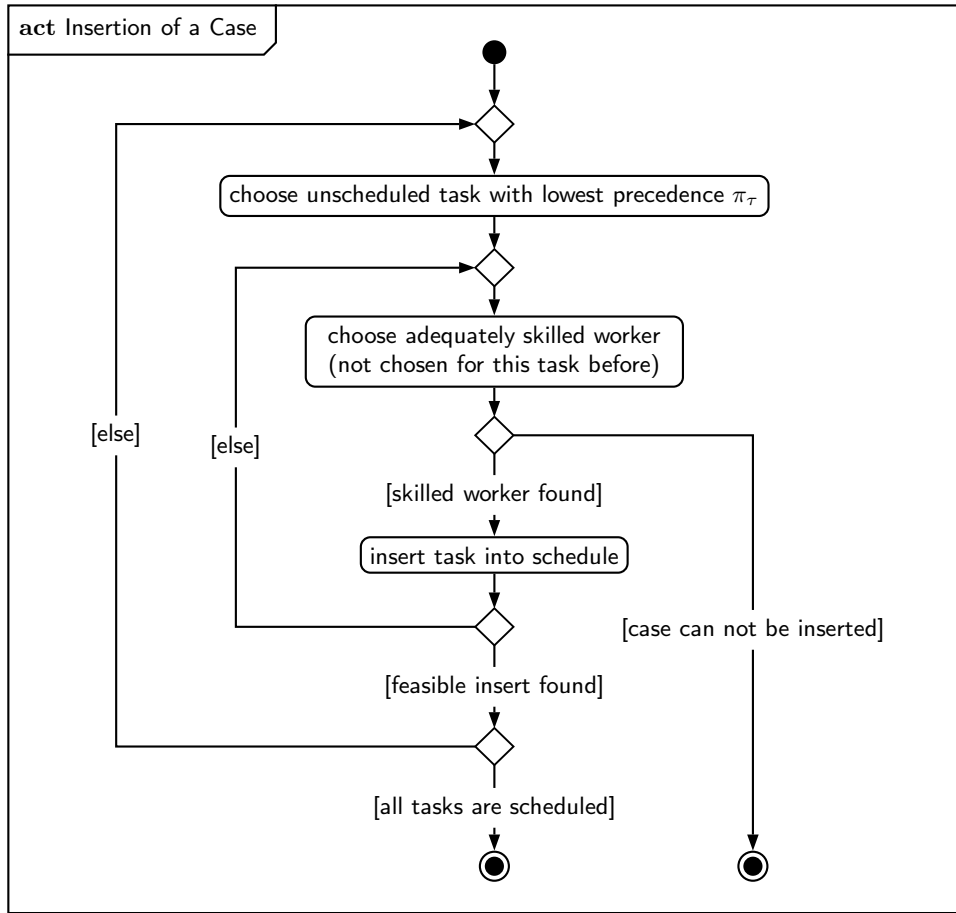 act Insertion of a Case
choose unscheduled task with lowest precedence π_τ
choose adequately skilled worker
(not chosen for this task before)
[else]
[else]
[skilled worker found]
insert task into schedule
[case can not be inserted]
[feasible insert found]
[all tasks are scheduled]